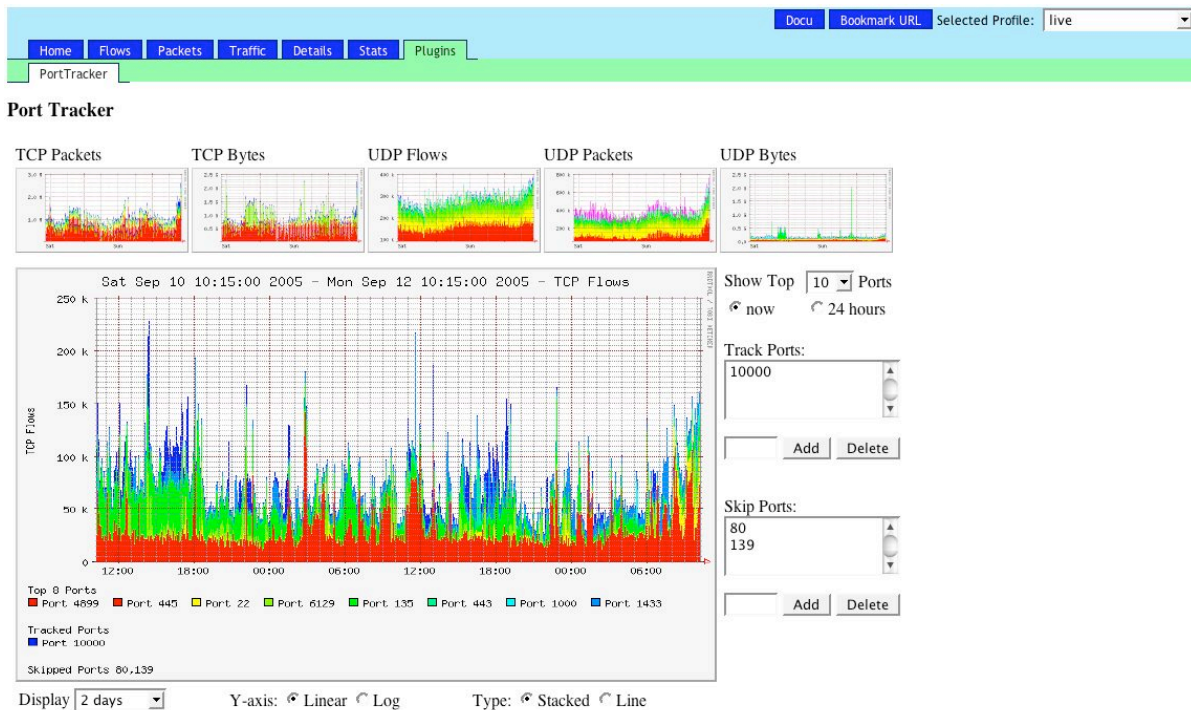 Docu Bookmark URL Selected Profile: live
Home Flows Packets Traffic Details Stats Plugins
PortTracker
Port Tracker
TCP Packets TCP Bytes UDP Flows UDP Packets UDP Bytes
Sat Sep 10 10:15:00 2005 - Mon Sep 12 10:15:00 2005 - TCP Flows
250 k
200 k
150 k
100 k
50 k
0
TCP Flows
12:00 18:00 00:00 06:00 12:00 18:00 00:00 06:00
Top 8 Ports
Port 4899 Port 445 Port 22 Port 6129 Port 135 Port 443 Port 1000 Port 1433
Tracked Ports
Port 10000
Skipped Ports 80,139
Show Top 10 Ports
now 24 hours
Track Ports:
10000
Add Delete
Skip Ports:
80
139
Add Delete
Display 2 days Y-axis: Linear Log Type: Stacked Line